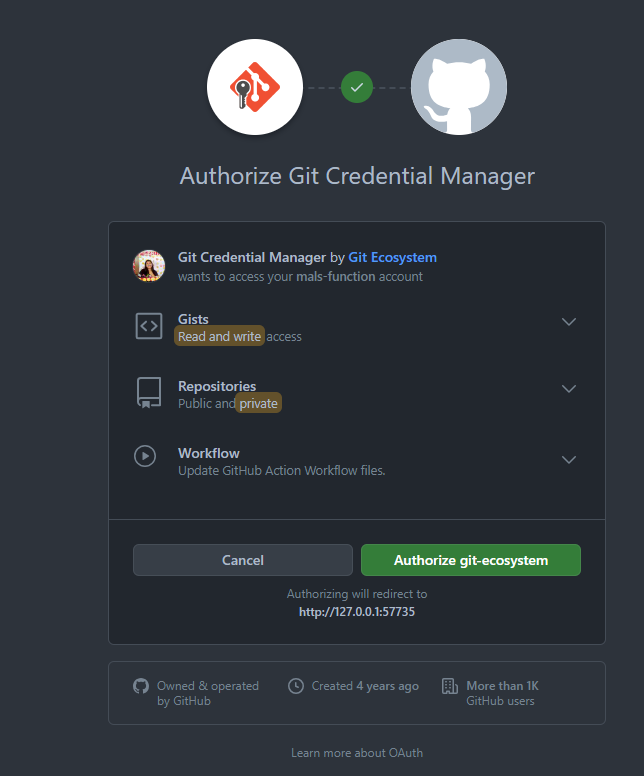 Authorize Git Credential Manager
Git Credential Manager by Git Ecosystem
wants to access your mals-function account
Gists
Read and write access
Repositories
Public and private
Workflow
Update GitHub Action Workflow files.
Cancel
Authorize git-ecosystem
Authorizing will redirect to
http://127.0.0.1:57735
Owned & operated
by GitHub
Created 4 years ago
More than 1K
GitHub users
Learn more about OAuth